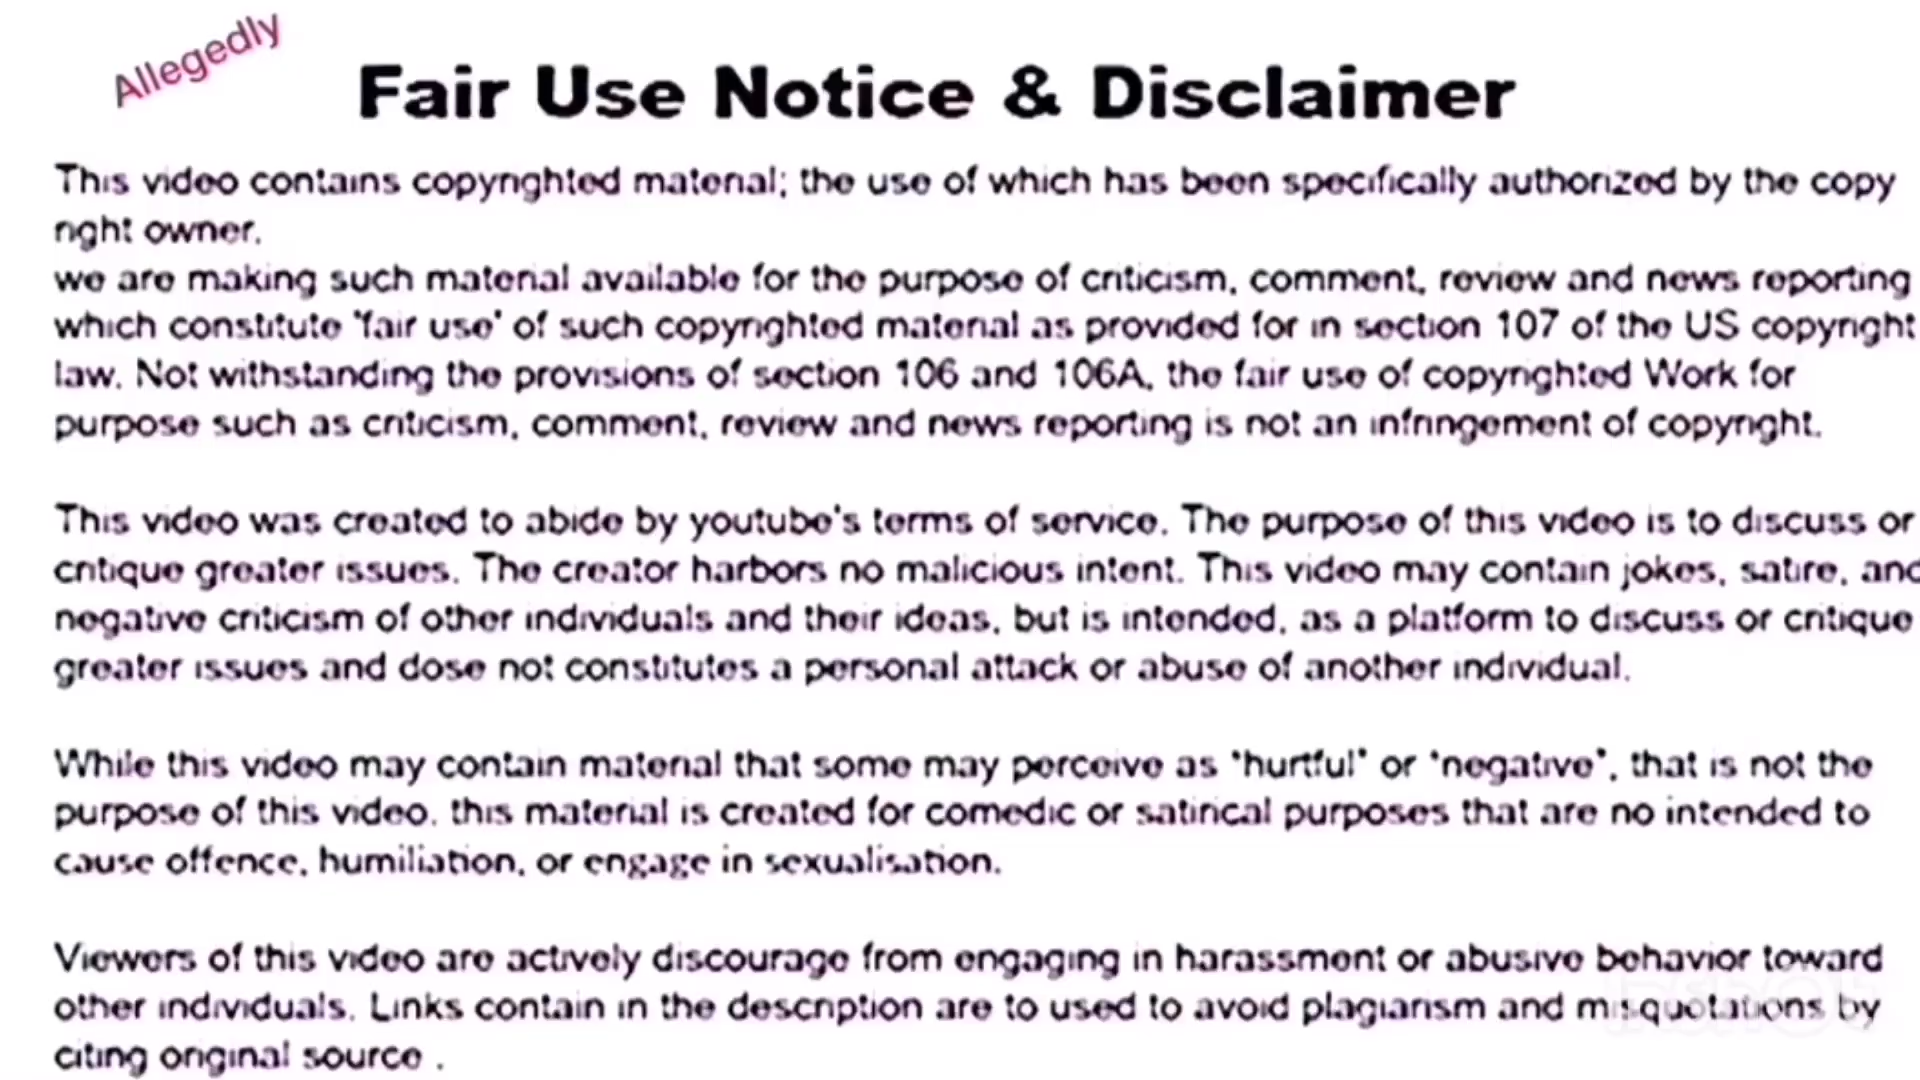 Allegedly
Fair Use Notice & Disclaimer
This video contains copyrighted material; the use of which has been specifically authorized by the copy
right owner.
we are making such material available for the purpose of criticism, comment, review and news reporting
which constitute 'fair use' of such copyrighted material as provided for in section 107 of the US copyright
law. Not withstanding the provisions of section 106 and 106A, the fair use of copyrighted Work for
purpose such as criticism, comment, review and news reporting is not an infringement of copyright.
This video was created to abide by youtube's terms of service. The purpose of this video is to discuss or
critique greater issues. The creator harbors no malicious intent. This video may contain jokes, satire, and
negative criticism of other individuals and their ideas, but is intended, as a platform to discuss or critique
greater issues and dose not constitutes a personal attack or abuse of another individual.
While this video may contain material that some may perceive as "hurtful" or "negative", that is not the
purpose of this video. this material is created for comedic or satirical purposes that are no intended to
cause offence, humiliation, or engage in sexualisation.
Viewers of this video are actively discourage from engaging in harassment or abusive behavior toward
other individuals. Links contain in the description are to used to avoid plagiarism and misquotations by
citing original source .
InShot